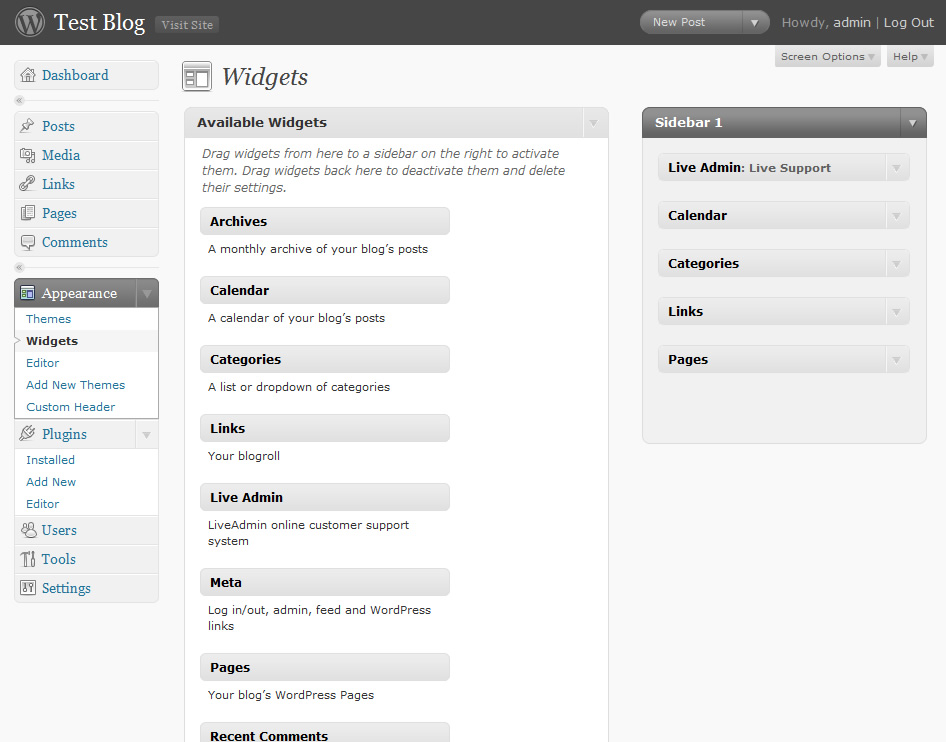 Test Blog
Visit Site
New Post
Howdy, admin | Log Out
Screen Options
Help
Dashboard
Posts
Media
Links
Pages
Comments
Appearance
Themes
Widgets
Editor
Add New Themes
Custom Header
Plugins
Installed
Add New
Editor
Users
Tools
Settings
Widgets
Available Widgets
Drag widgets from here to a sidebar on the right to activate
them. Drag widgets back here to deactivate them and delete
their settings.
Archives
A monthly archive of your blog’s posts
Calendar
A calendar of your blog’s posts
Categories
A list or dropdown of categories
Links
Your blogroll
Live Admin
LiveAdmin online customer support
system
Meta
Log in/out, admin, feed and WordPress
links
Pages
Your blog’s WordPress Pages
Recent Comments
Sidebar 1
Live Admin: Live Support
Calendar
Categories
Links
Pages